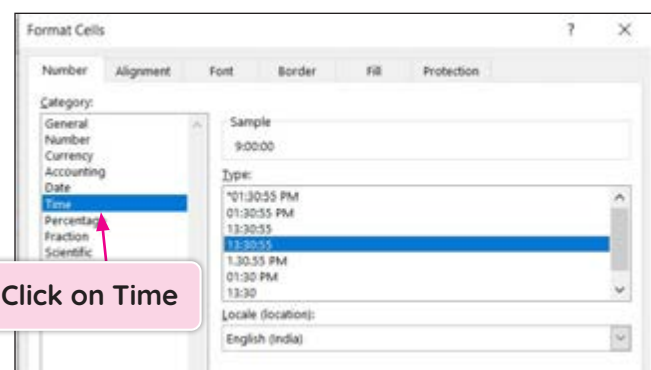 Format Cells ? ×
Number Alignment Font Border Fill Protection
Category:
General
Number
Currency
Accounting
Date
Time
Percentag
Fraction
Scientific
Click on Time
Sample
9:00:00
Type:
*01:30:55 PM
01:30:55 PM
13:30:55
13:30:55
1.30.55 PM
01:30 PM
13:30
Locale (location):
English (India)